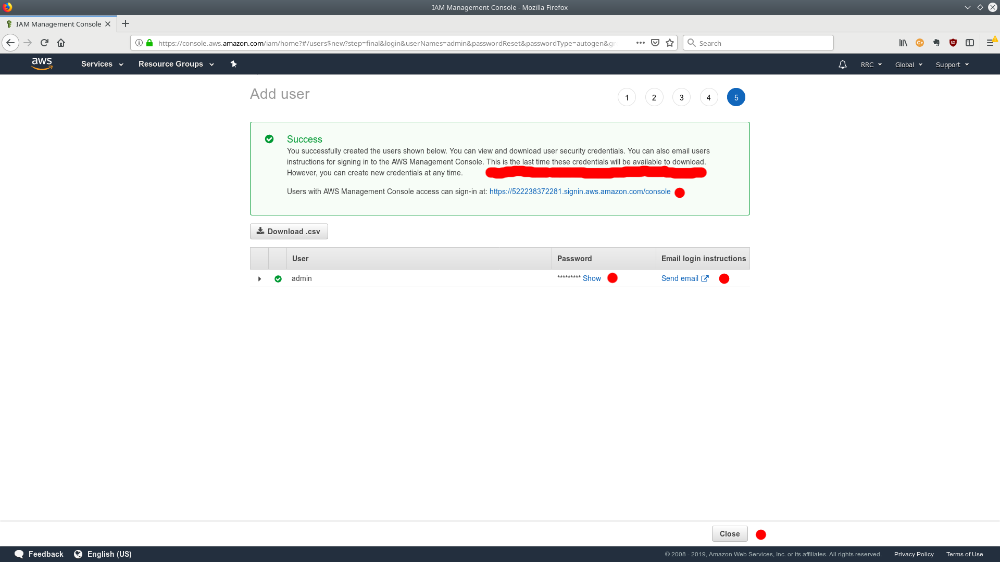 IAM Management Console - Mozilla Firefox
IAM Management Console
https://console.aws.amazon.com/iam/home?#/users$new?step=final&login&userNames=admin&passwordReset&passwordType=autogen&gr
Search
aws
Services
Resource Groups
RRC
Global
Support
Add user
1 2 3 4 5
Success
You successfully created the users shown below. You can view and download user security credentials. You can also email users
instructions for signing in to the AWS Management Console. This is the last time these credentials will be available to download.
However, you can create new credentials at any time.
Users with AWS Management Console access can sign-in at: https://522238372281.signin.aws.amazon.com/console
Download .csv
User Password Email login instructions
admin ********* Show Send email
Close
Feedback English (US) © 2008 - 2019, Amazon Web Services, Inc. or its affiliates. All rights reserved. Privacy Policy Terms of Use